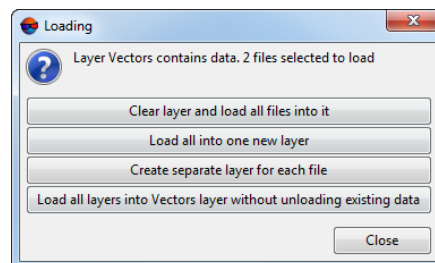 Loading
Layer Vectors contains data. 2 files selected to load
Clear layer and load all files into it
Load all into one new layer
Create separate layer for each file
Load all layers into Vectors layer without unloading existing data
Close